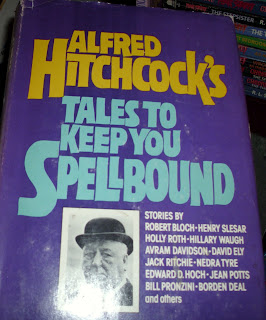 ALFRED
HITCHCOCK'S
TALES TO
KEEP YOU
SPELLBOUND
STORIES BY
ROBERT BLOCH • HENRY SLESAR
HOLLY ROTH • HILLARY WAUGH
AVRAM DAVIDSON • DAVID ELY
JACK RITCHIE • NEDRA TYRE
EDWARD D. HOCH • JEAN POTTS
BILL PRONZINI • BORDEN DEAL
and others